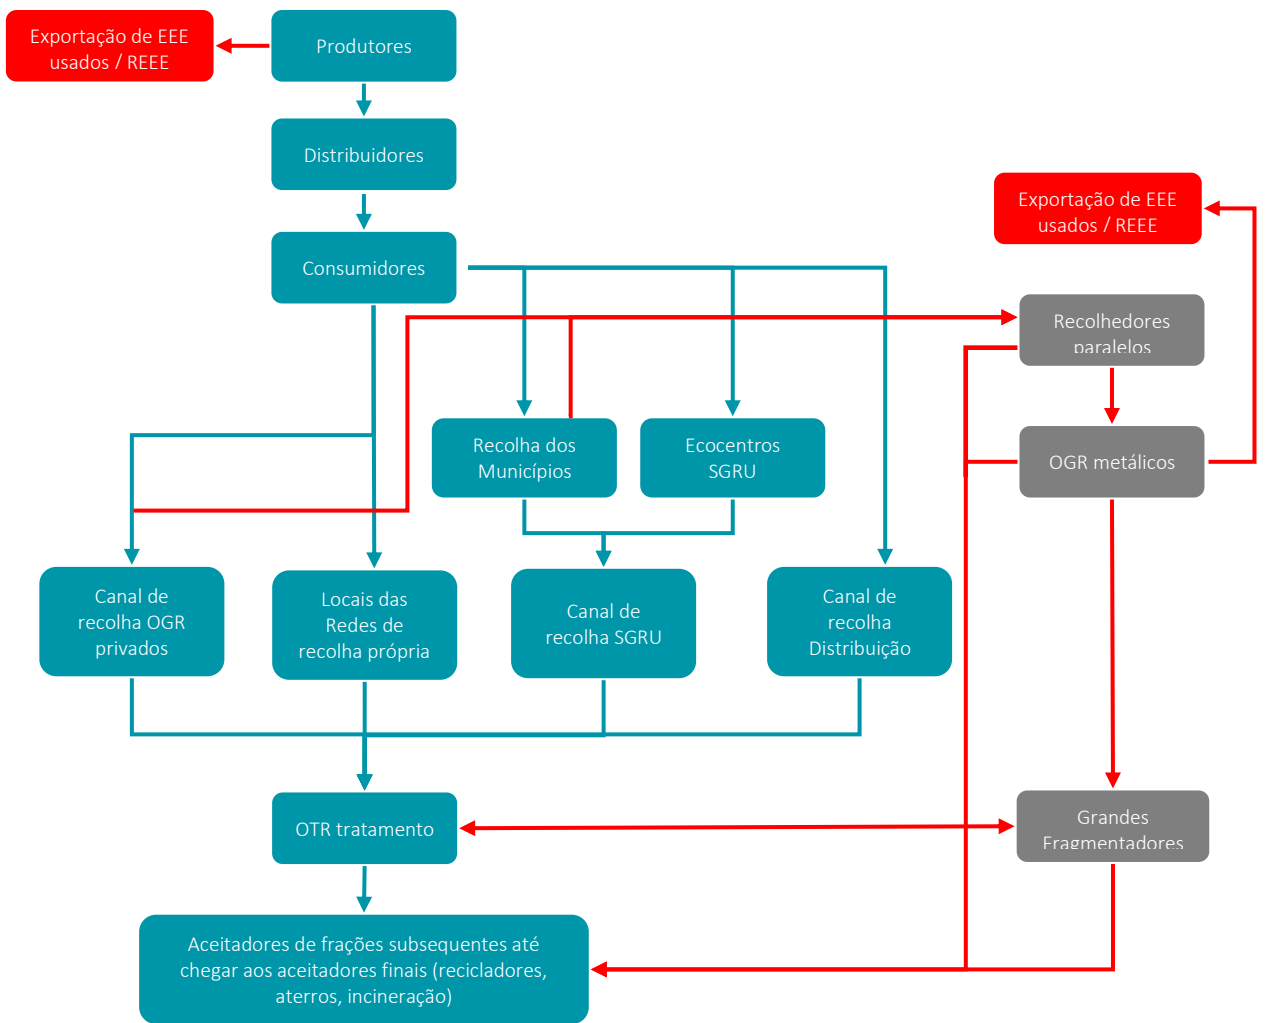 Exportação de EEE
usados / REEE
Produtores
Distribuidores
Exportação de EEE
usados / REEE
Consumidores
Recolhedores
paralelos
Recolha dos
Municípios
Ecocentros
SGRU
OGR metálicos
Canal de
recolha OGR
privados
Locais das
Redes de
recolha própria
Canal de
recolha SGRU
Canal de
recolha
Distribuição
OTR tratamento
Grandes
Fragmentadores
Aceitadores de frações subsequentes até
chegar aos aceitadores finais (recicladores,
aterros, incineração)